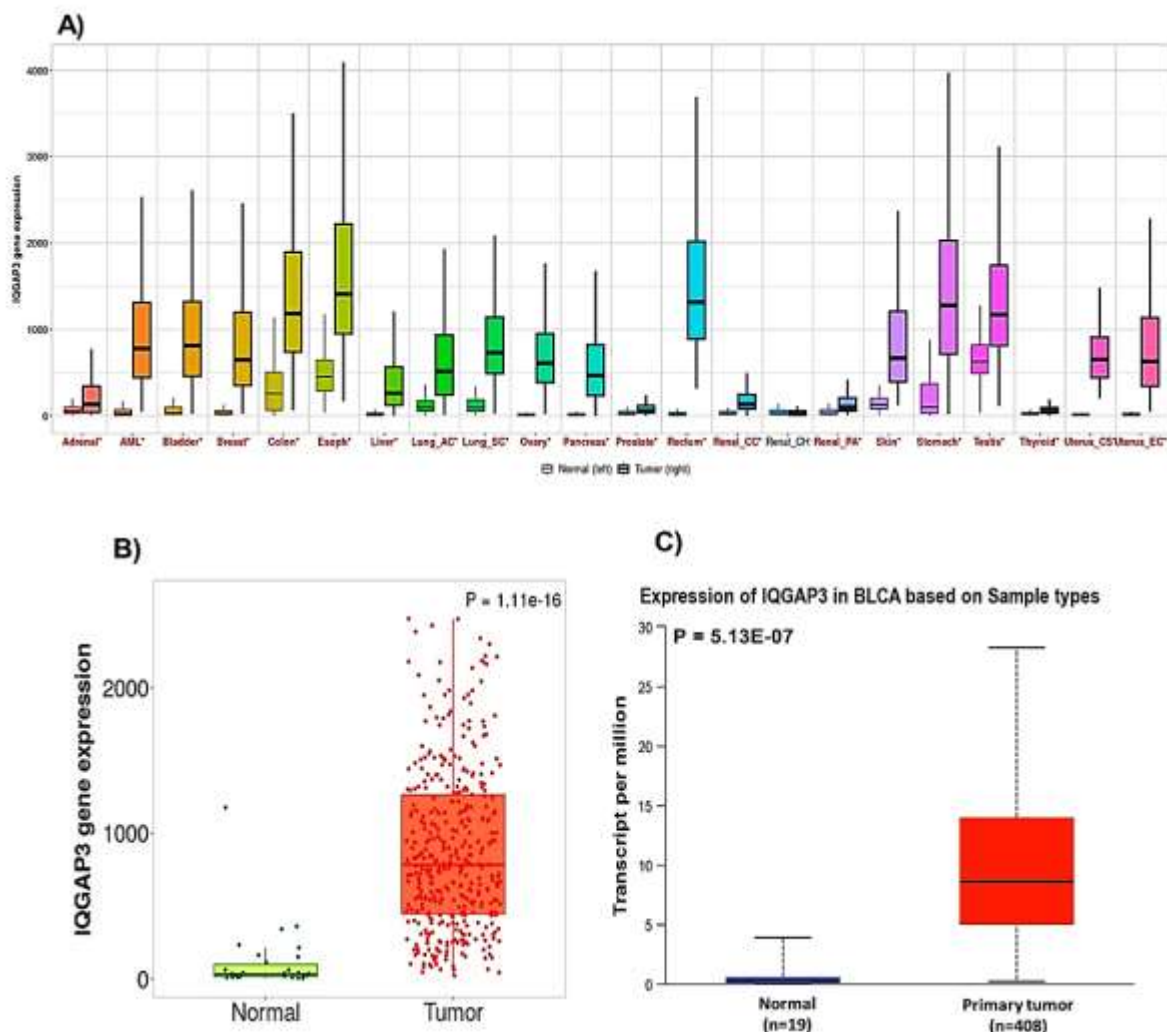 A)
4000
3000
2000
1000
0
IQGAP3 gene expression
Adrenal* AML* Bladder* Breast* Colon* Esoph* Liver* Lung_AC* Lung_SC* Ovary* Pancreas* Prostate* Rectum* Renal_CC* Renal_CH Renal_PA* Skin* Stomach* Testis* Thyroid* Uterus_CS* Uterus_EC*
Normal (left) Tumor (right)
B)
P = 1.11e-16
2000
1000
0
IQGAP3 gene expression
Normal Tumor
C)
Expression of IQGAP3 in BLCA based on Sample types
P = 5.13E-07
30
25
20
15
10
5
0
Transcript per million
Normal Primary tumor
(n=19) (n=408)